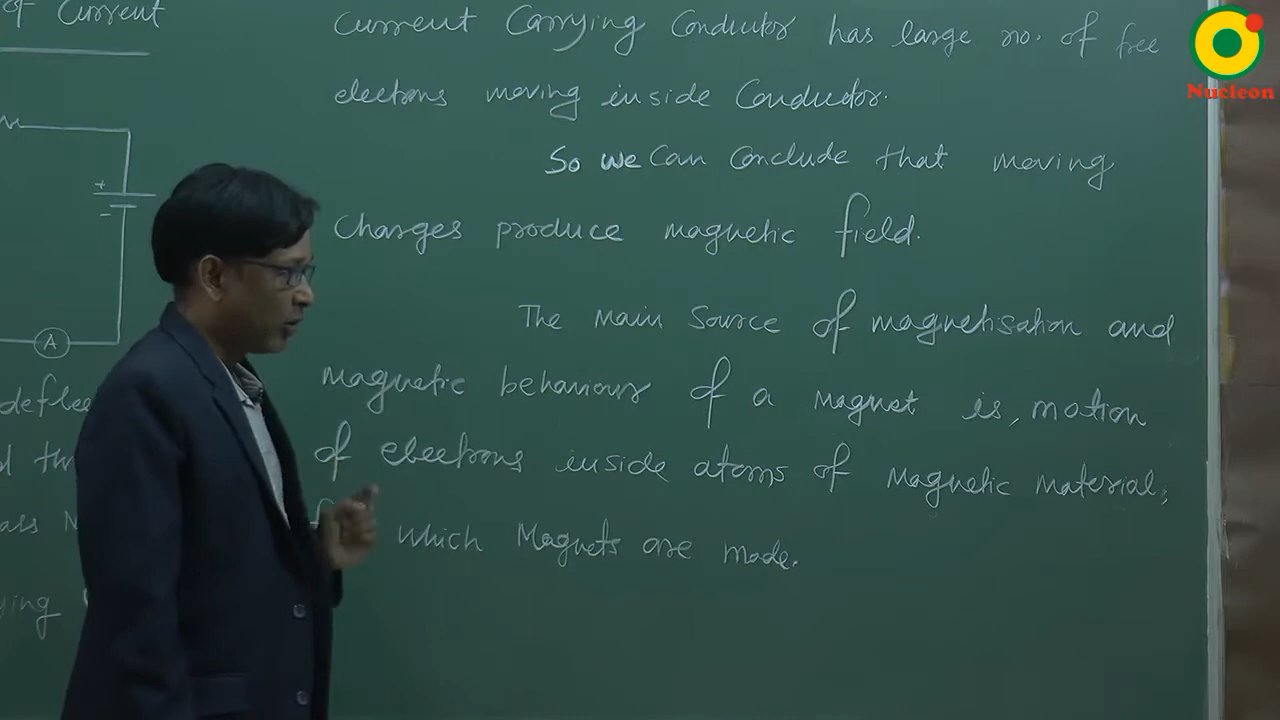 of Current
Current Carrying Conductor has large no. of free
electrons moving inside Conductor.
So we Can Conclude that moving
Charges produce magnetic field.
The main Source of magnetisation and
magnetic behaviour of a magnet is, motion
of electrons inside atoms of Magnetic material,
which Magnets are made.
+
-
A
Nucleon